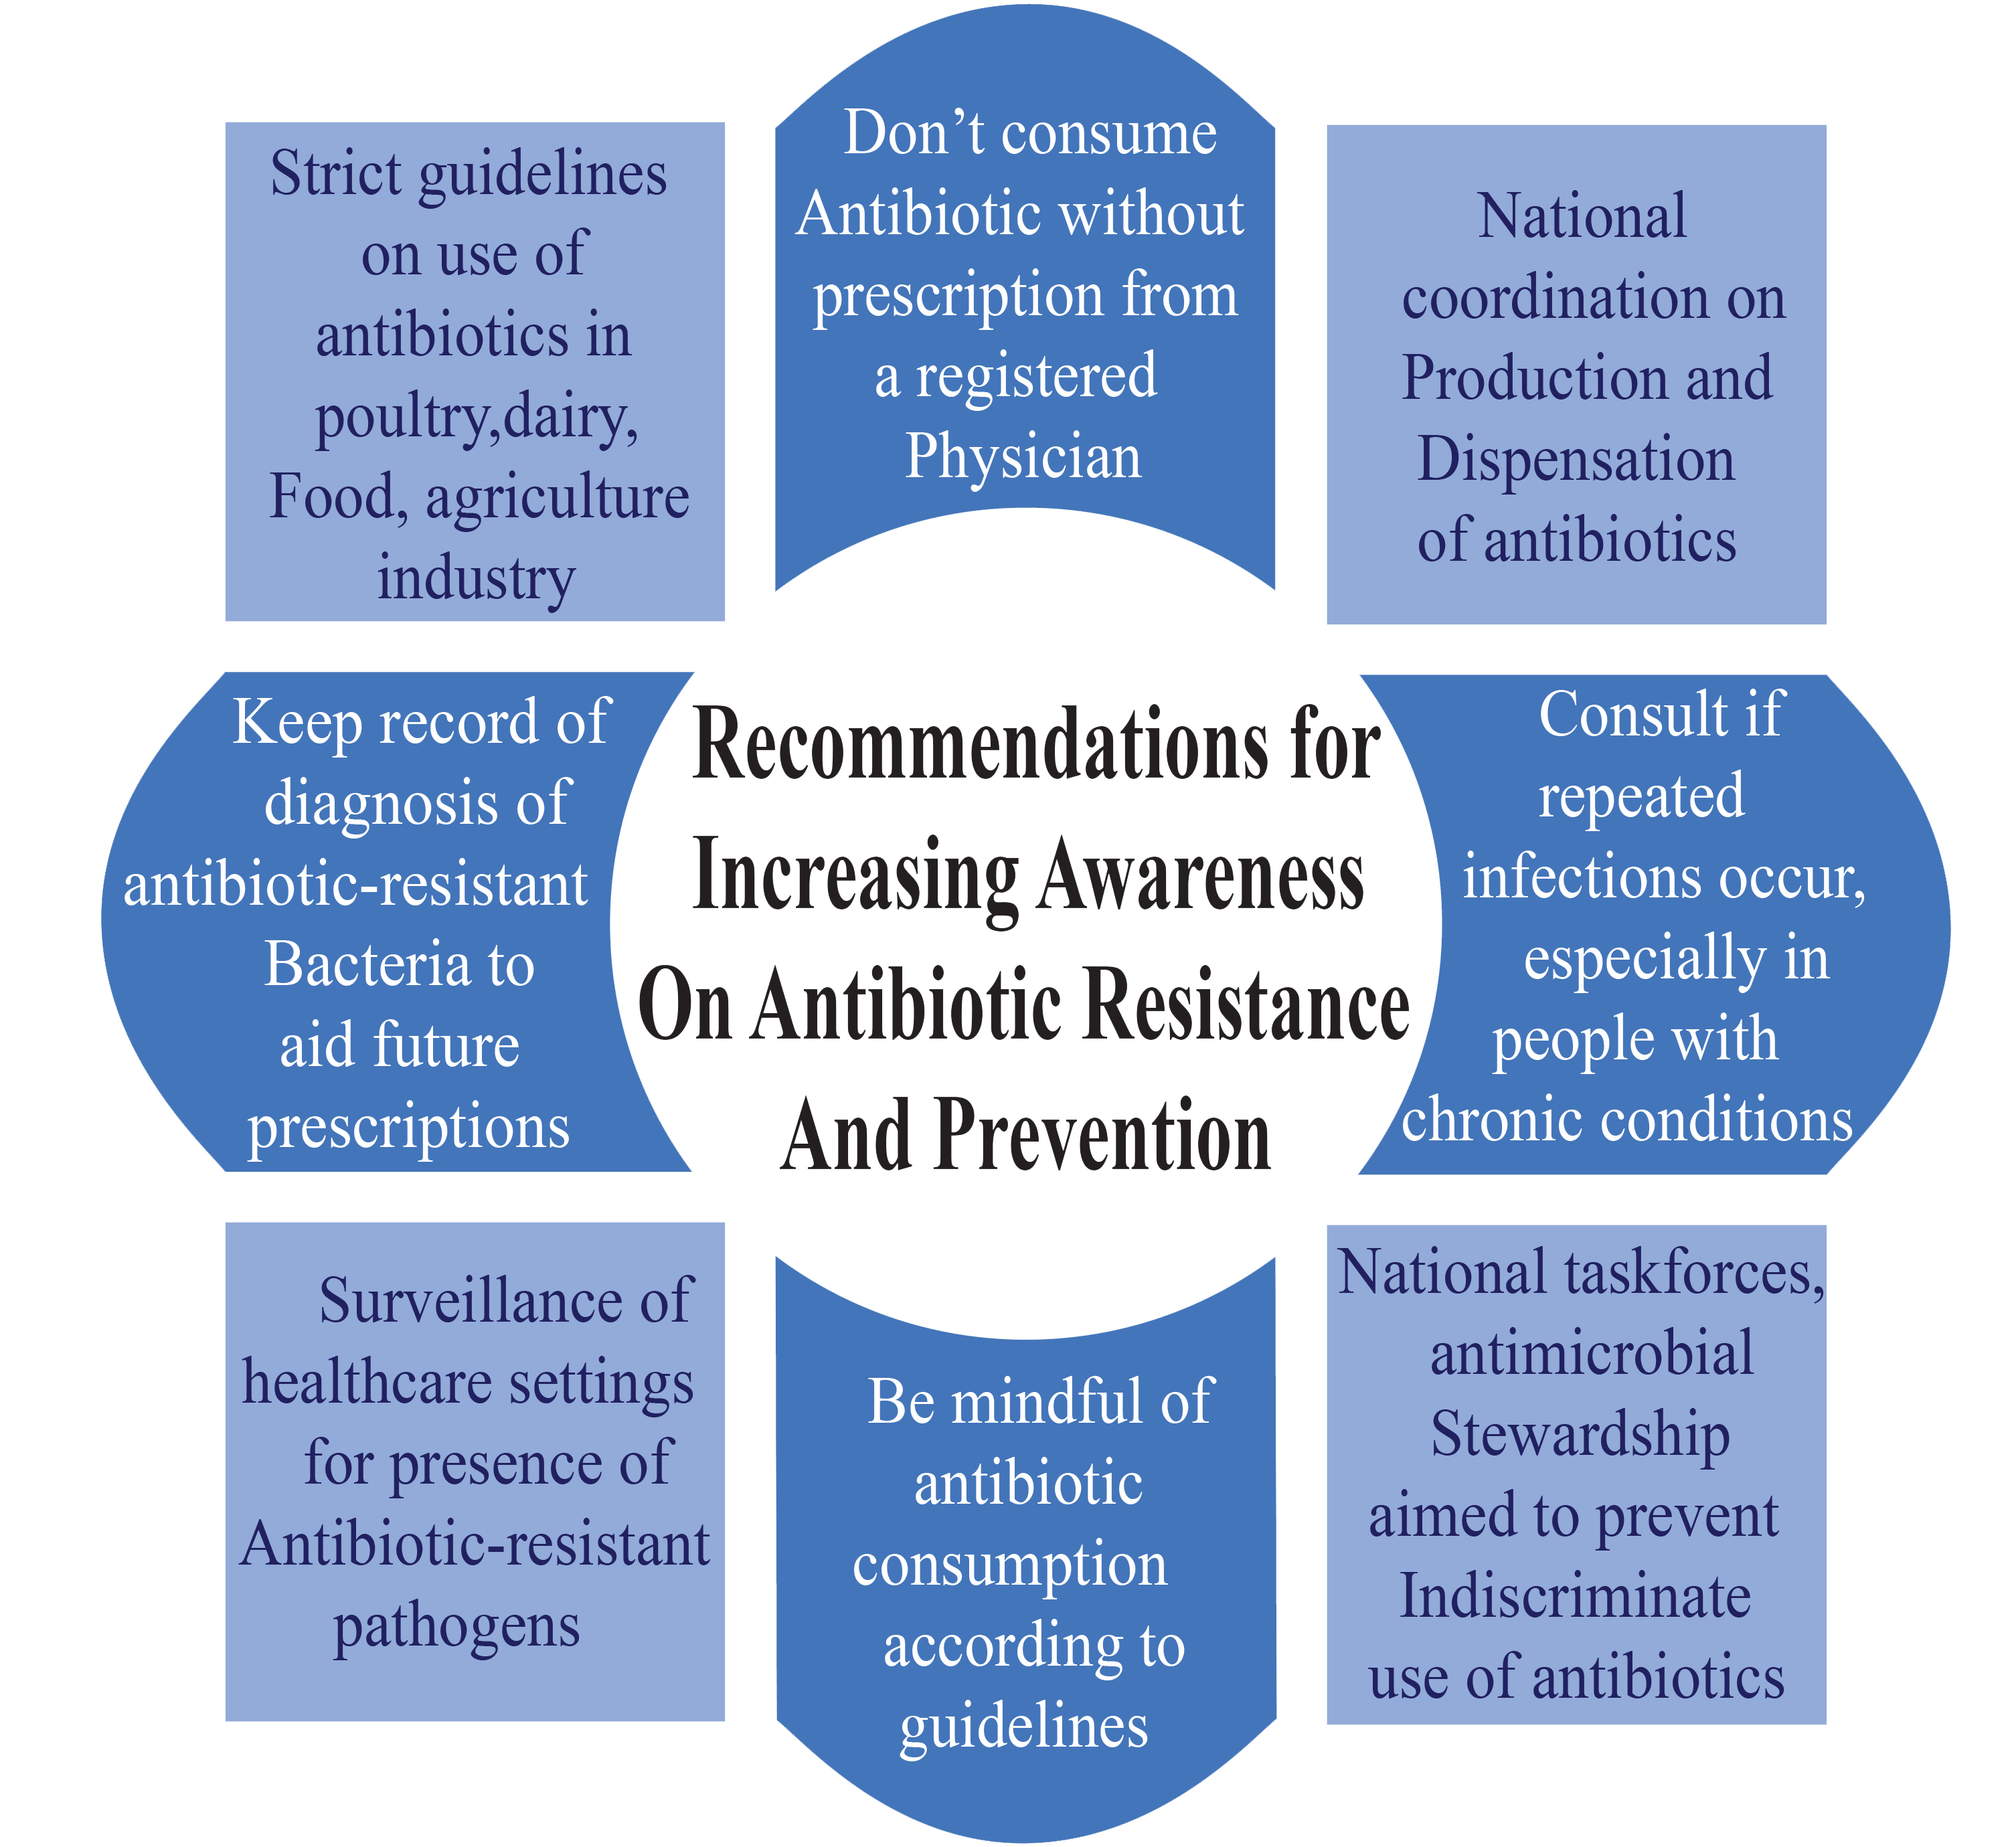 Strict guidelines
on use of
antibiotics in
poultry,dairy,
Food, agriculture
industry
Don’t consume
Antibiotic without
prescription from
a registered
Physician
National
coordination on
Production and
Dispensation
of antibiotics
Keep record of
diagnosis of
antibiotic-resistant
Bacteria to
aid future
prescriptions
Recommendations for
Increasing Awareness
On Antibiotic Resistance
And Prevention
Consult if
repeated
infections occur,
especially in
people with
chronic conditions
Surveillance of
healthcare settings
for presence of
Antibiotic-resistant
pathogens
Be mindful of
antibiotic
consumption
according to
guidelines
National taskforces,
antimicrobial
Stewardship
aimed to prevent
Indiscriminate
use of antibiotics